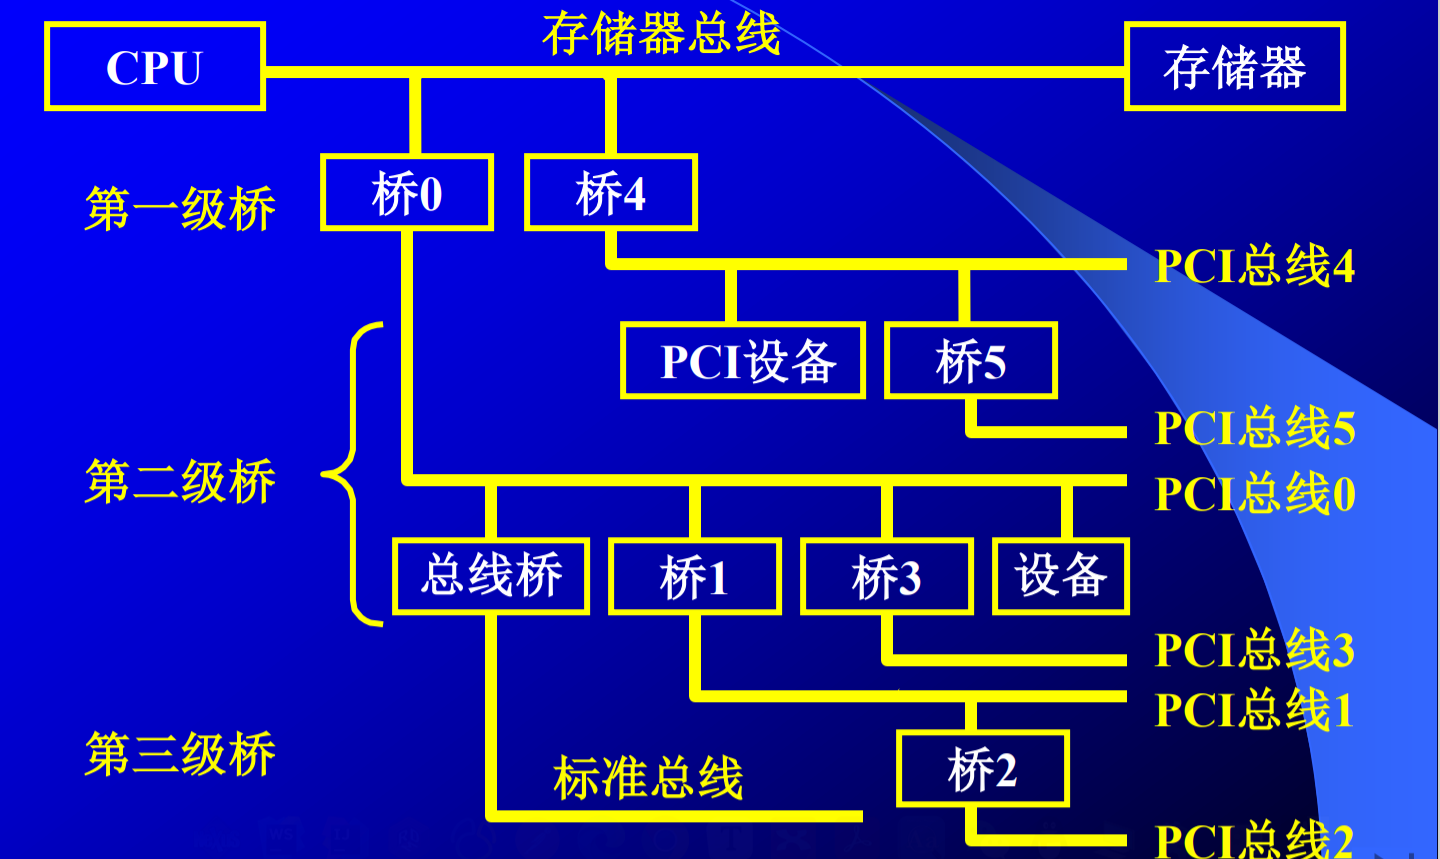 存储器总线
CPU
存储器
第一级桥
桥0
桥4
PCI总线4
PCI设备
桥5
PCI总线5
第二级桥
PCI总线0
总线桥
桥1
桥3
设备
PCI总线3
PCI总线1
第三级桥
标准总线
桥2
PCI总线2